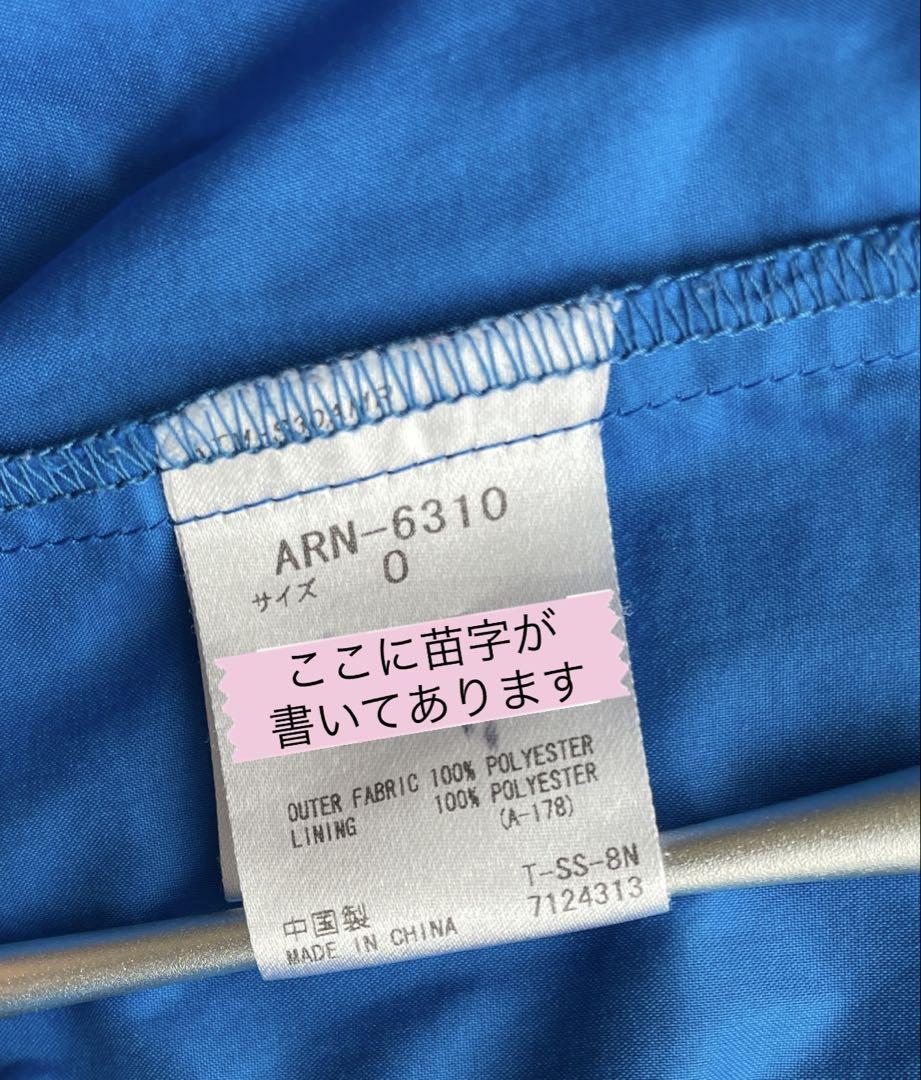 ARN-6310
サイズ 0
ここに苗字が
書いてあります
OUTER FABRIC 100% POLYESTER
LINING 100% POLYESTER
(A-178)
T-SS-8N
7124313
中国製
MADE IN CHINA